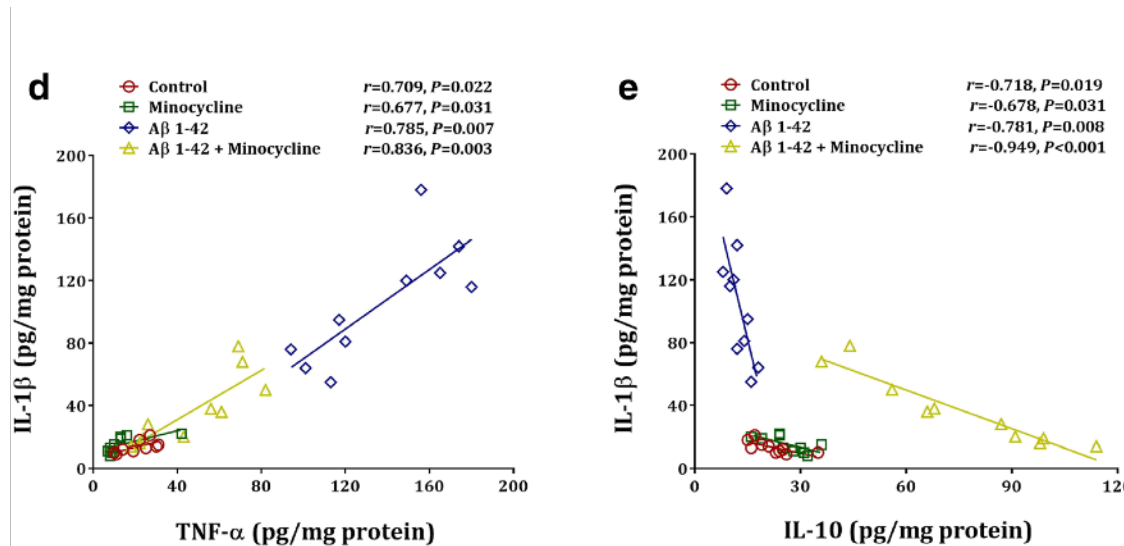 d
Control r=0.709, P=0.022
Minocycline r=0.677, P=0.031
Aβ 1-42 r=0.785, P=0.007
Aβ 1-42 + Minocycline r=0.836, P=0.003
IL-1β (pg/mg protein)
200
160
120
80
40
0
0 40 80 120 160 200
TNF-α (pg/mg protein)
e
Control r=-0.718, P=0.019
Minocycline r=-0.678, P=0.031
Aβ 1-42 r=-0.781, P=0.008
Aβ 1-42 + Minocycline r=-0.949, P<0.001
IL-1β (pg/mg protein)
200
160
120
80
40
0
0 30 60 90 120
IL-10 (pg/mg protein)